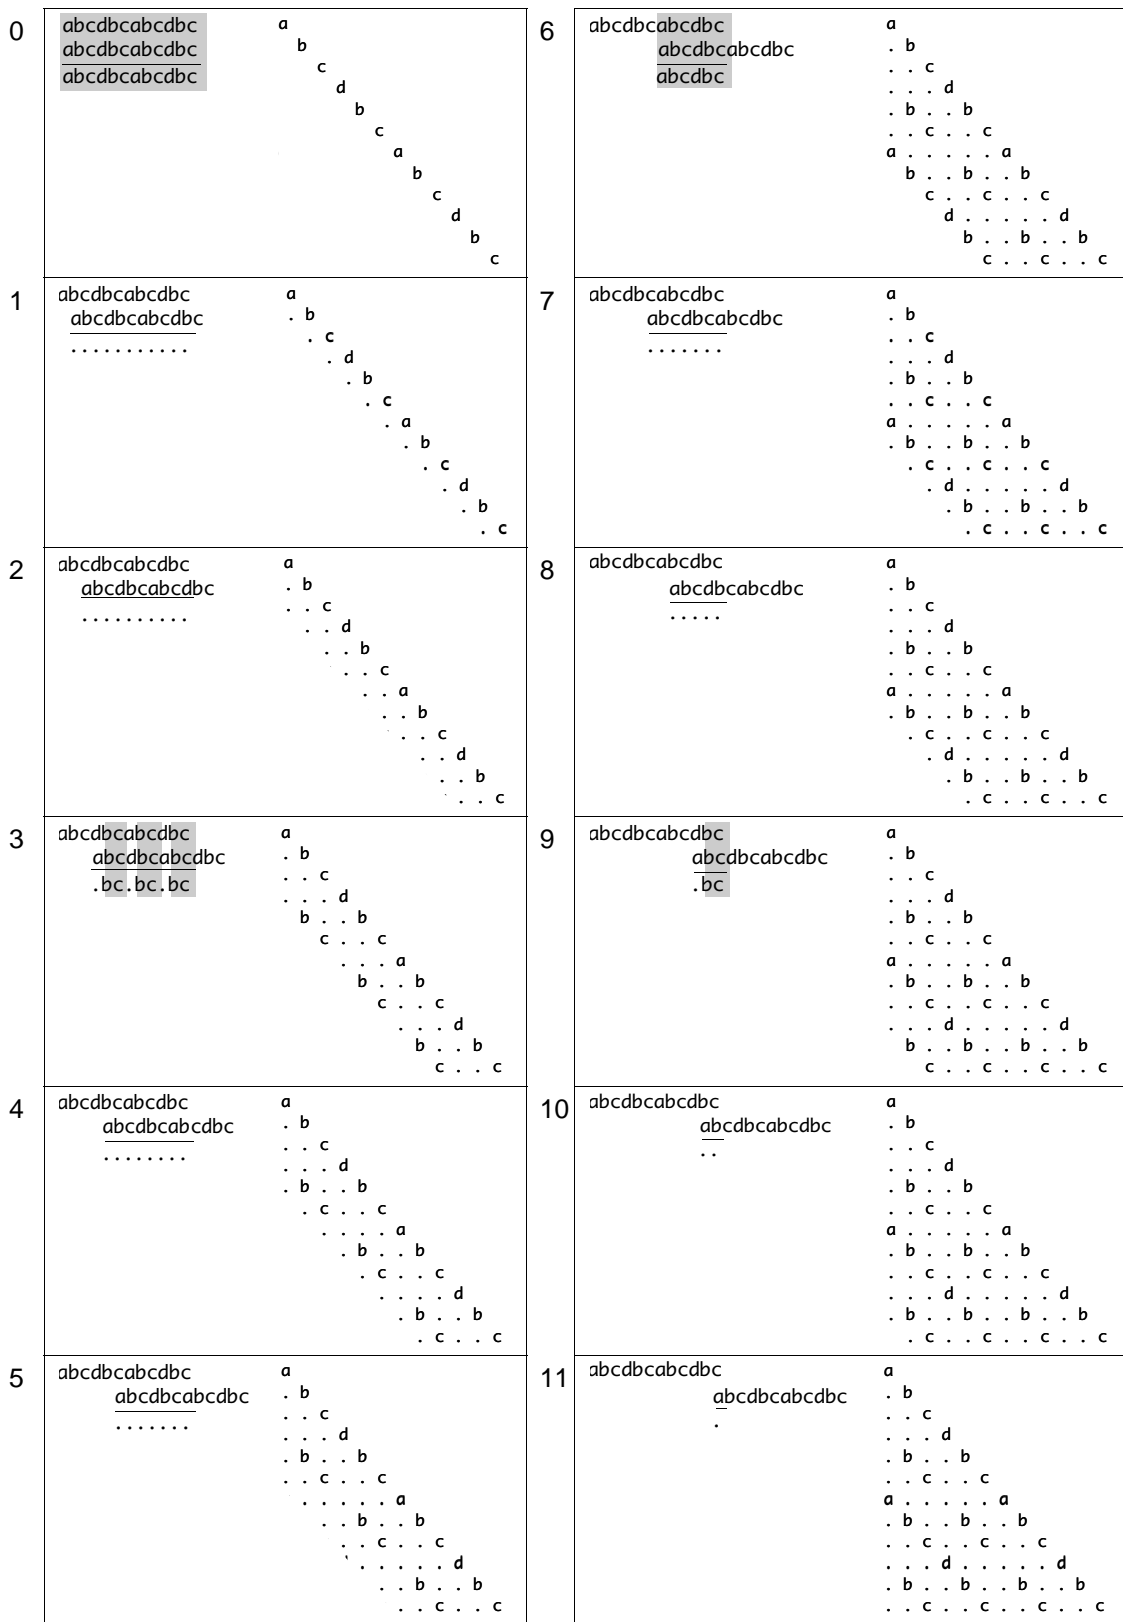 0
abcdbcabcdbc
abcdbcabcdbc
abcdbcabcdbc
a
b
c
d
b
c
a
b
c
d
b
c
1
abcdbcabcdbc
abcdbcabcdbc
...........
a
. b
. c
. d
. b
. c
. a
. b
. c
. d
. b
. c
2
abcdbcabcdbc
abcdbcabcdbc
..........
a
. b
. . c
. . d
. . b
. . c
. . a
. . b
. . c
. . d
. . b
. . c
3
abcdbcabcdbc
abcdbcabcdbc
.bc.bc.bc
a
. b
. . c
. . . d
b . . b
c . . c
. . . a
b . . b
c . . c
. . . d
b . . b
c . . c
4
abcdbcabcdbc
abcdbcabcdbc
........
a
. b
. . c
. . . d
. b . . b
. c . . c
. . . . a
. b . . b
. c . . c
. . . . d
. b . . b
. c . . c
5
abcdbcabcdbc
abcdbcabcdbc
.......
a
. b
. . c
. . . d
. b . . b
. . c . . c
. . . . . a
. . b . . b
. . c . . c
. . . . . d
. . b . . b
. . c . . c
6
abcdbcabcdbc
abcdbcabcdbc
abcdbc
a
. b
. . c
. . . d
. b . . b
. . c . . c
a . . . . . a
b . . b . . b
c . . c . . c
d . . . . . d
b . . b . . b
c . . c . . c
7
abcdbcabcdbc
abcdbcabcdbc
.......
a
. b
. . c
. . . d
. b . . b
. . c . . c
a . . . . . a
. b . . b . . b
. c . . c . . c
. d . . . . . d
. b . . b . . b
. c . . c . . c
8
abcdbcabcdbc
abcdbcabcdbc
.....
a
. b
. . c
. . . d
. b . . b
. . c . . c
a . . . . . a
. b . . b . . b
. c . . c . . c
. d . . . . . d
. b . . b . . b
. c . . c . . c
9
abcdbcabcdbc
abcdbcabcdbc
.bc
a
. b
. . c
. . . d
. b . . b
. . c . . c
a . . . . . a
. b . . b . . b
. . c . . c . . c
. . . d . . . . . d
b . . b . . b . . b
c . . c . . c . . c
10
abcdbcabcdbc
abcdbcabcdbc
..
a
. b
. . c
. . . d
. b . . b
. . c . . c
a . . . . . a
. b . . b . . b
. . c . . c . . c
. . . d . . . . . d
. b . . b . . b . . b
. c . . c . . c . . c
11
abcdbcabcdbc
abcdbcabcdbc
.
a
. b
. . c
. . . d
. b . . b
. . c . . c
a . . . . . a
. b . . b . . b
. . c . . c . . c
. . . d . . . . . d
. b . . b . . b . . b
. . c . . c . . c . . c